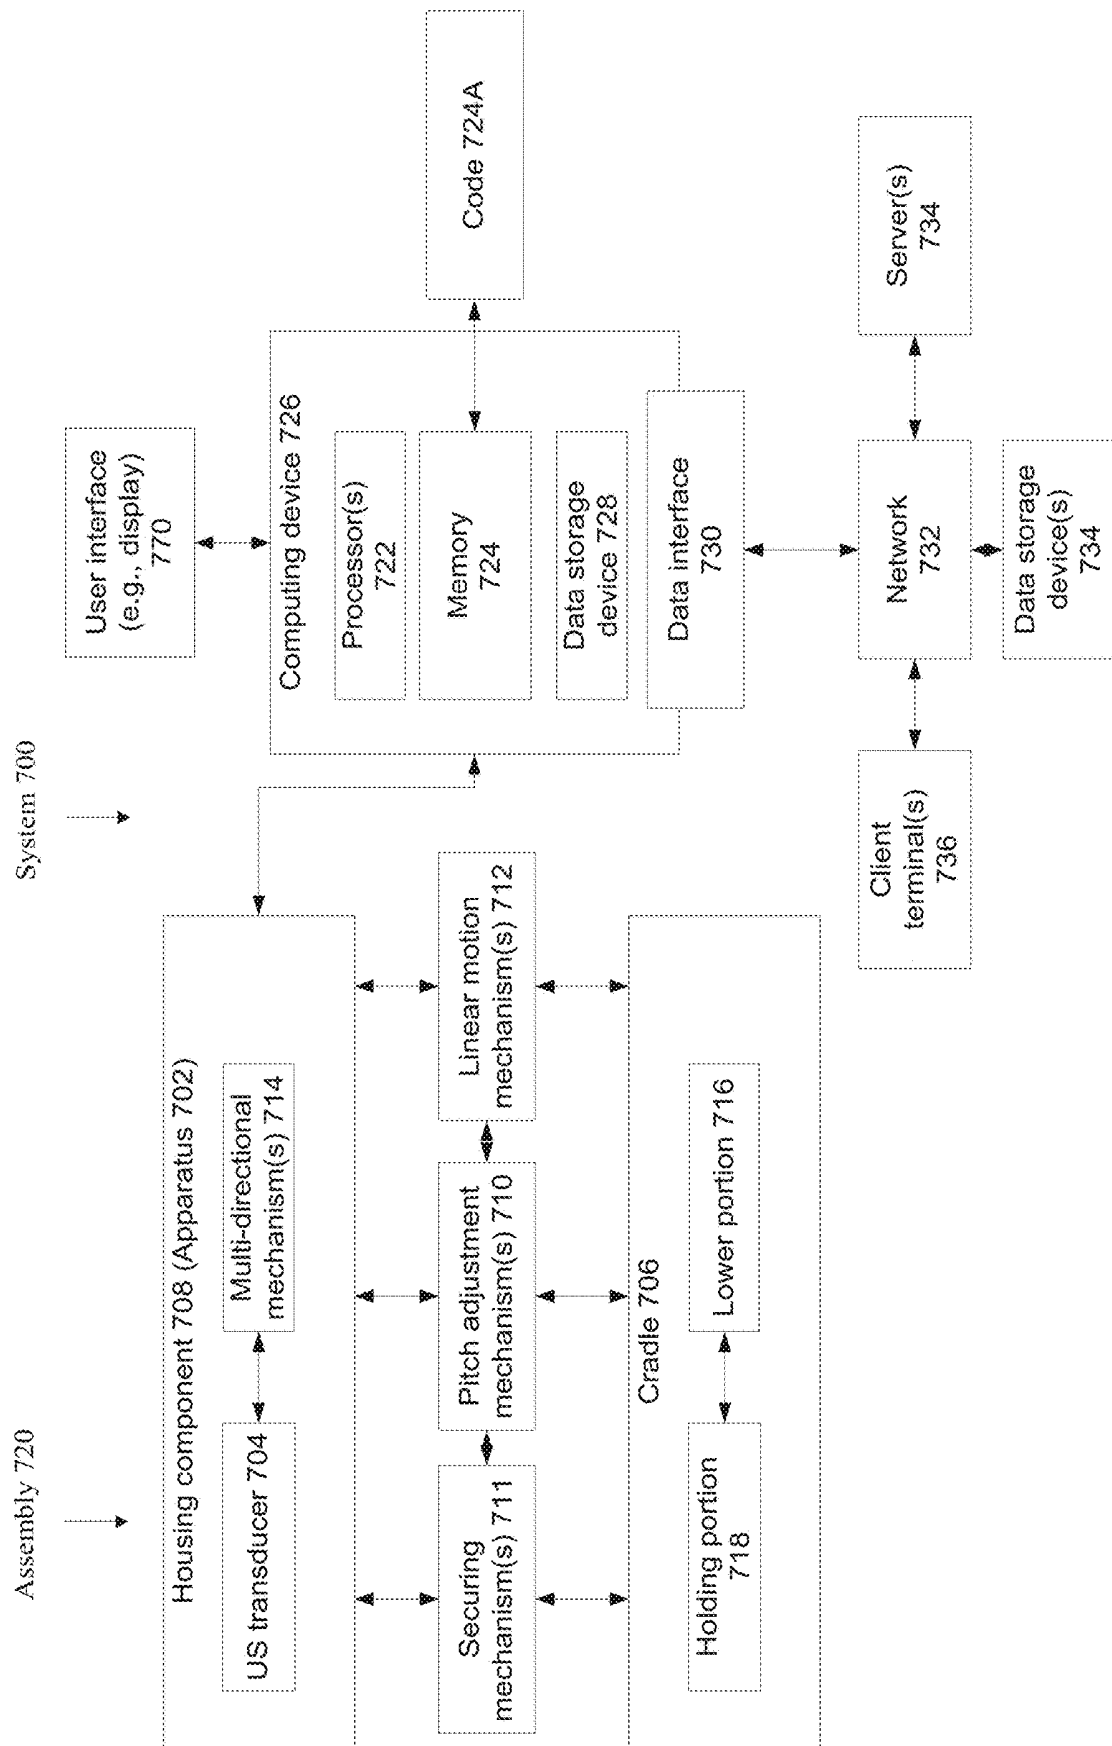 Assembly 720
System 700
Housing component 708 (Apparatus 702)
US transducer 704
Multi-directional
mechanism(s) 714
Securing
mechanism(s) 711
Pitch adjustment
mechanism(s) 710
Linear motion
mechanism(s) 712
Cradle 706
Holding portion
718
Lower portion 716
User interface
(e.g., display)
770
Computing device 726
Processor(s)
722
Memory
724
Data storage
device 728
Data interface
730
Code 724A
Client
terminal(s)
736
Network
732
Server(s)
734
Data storage
device(s)
734